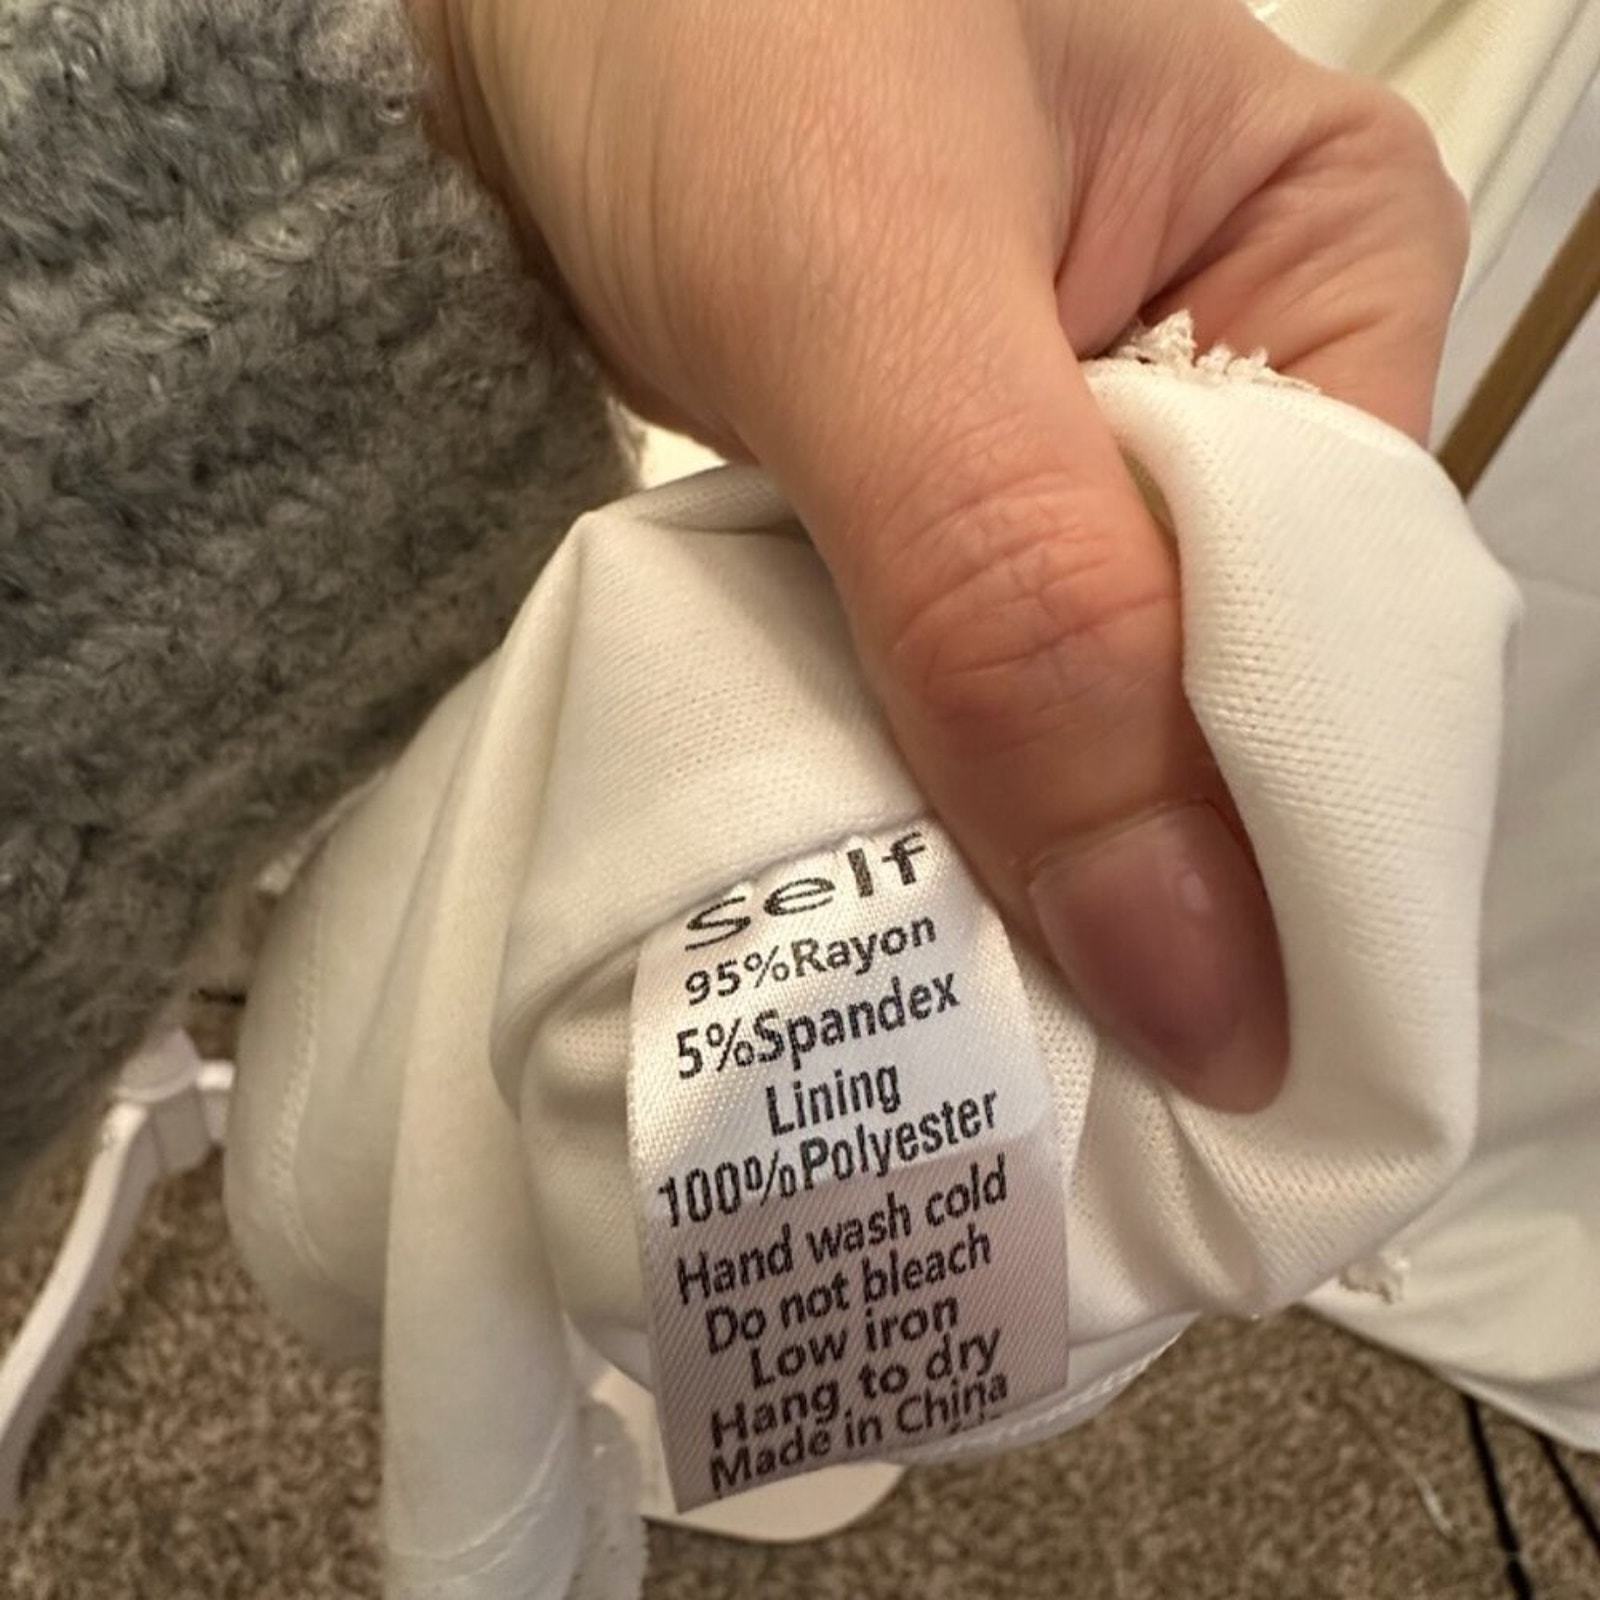 Self
95%Rayon
5%Spandex
Lining
100%Polyester
Hand wash cold
Do not bleach
Low iron
Hang to dry
Made in China